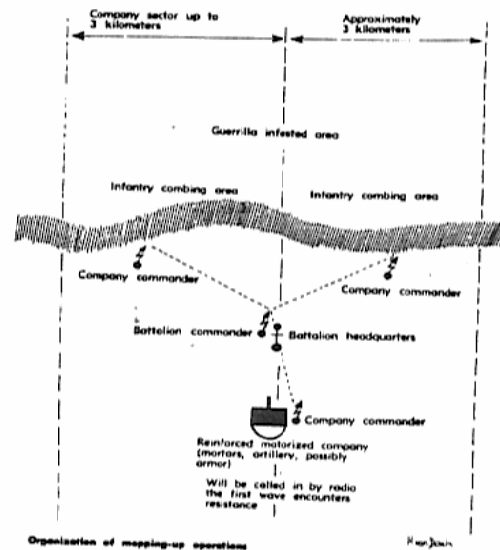 Company sector up to
3 kilometers
Approximately
3 kilometers
Guerrilla infested area
Infantry combing area
Infantry combing area
Company commander
Company commander
Battalion commander
Battalion headquarters
Company commander
Reinforced motorized company
(mortars, artillery, possibly
armor)
Will be called in by radio
the first wave encounters
resistance
Organization of mopping-up operations